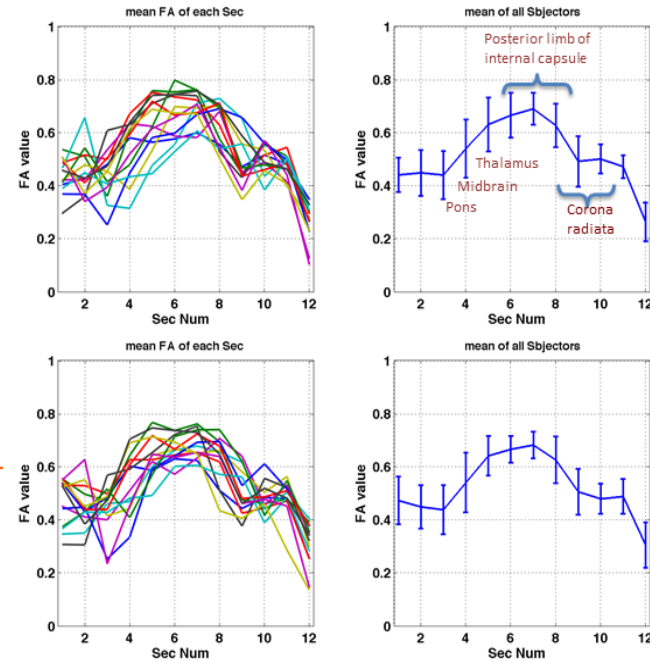 mean FA of each Sec
1
0.8
0.6
0.4
0.2
0
FA value
2 4 6 8 10 12
Sec Num
mean of all Sbjectors
1
0.8
0.6
0.4
0.2
0
FA value
Posterior limb of
internal capsule
Thalamus
Midbrain
Pons
Corona
radiata
2 4 6 8 10 12
Sec Num
mean FA of each Sec
1
0.8
0.6
0.4
0.2
0
FA value
2 4 6 8 10 12
Sec Num
mean of all Sbjectors
1
0.8
0.6
0.4
0.2
0
FA value
2 4 6 8 10 12
Sec Num